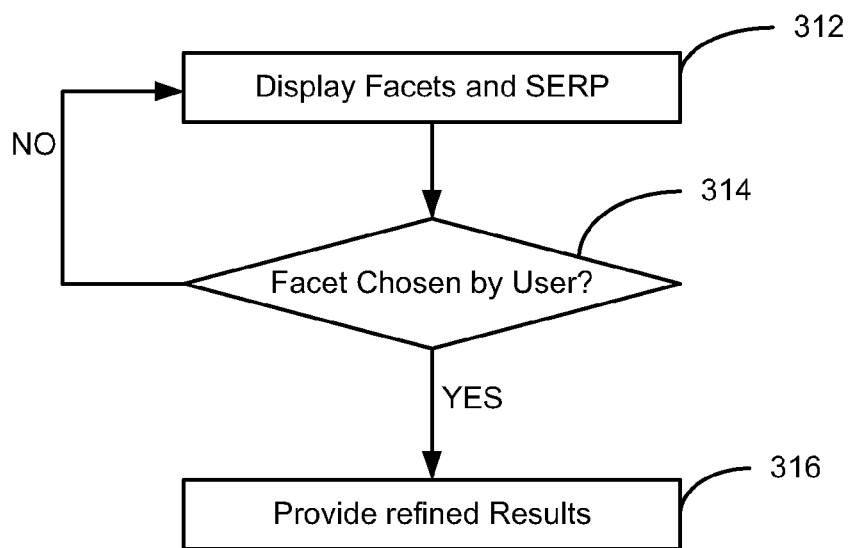 312
Display Facets and SERP
NO
314
Facet Chosen by User?
YES
316
Provide refined Results